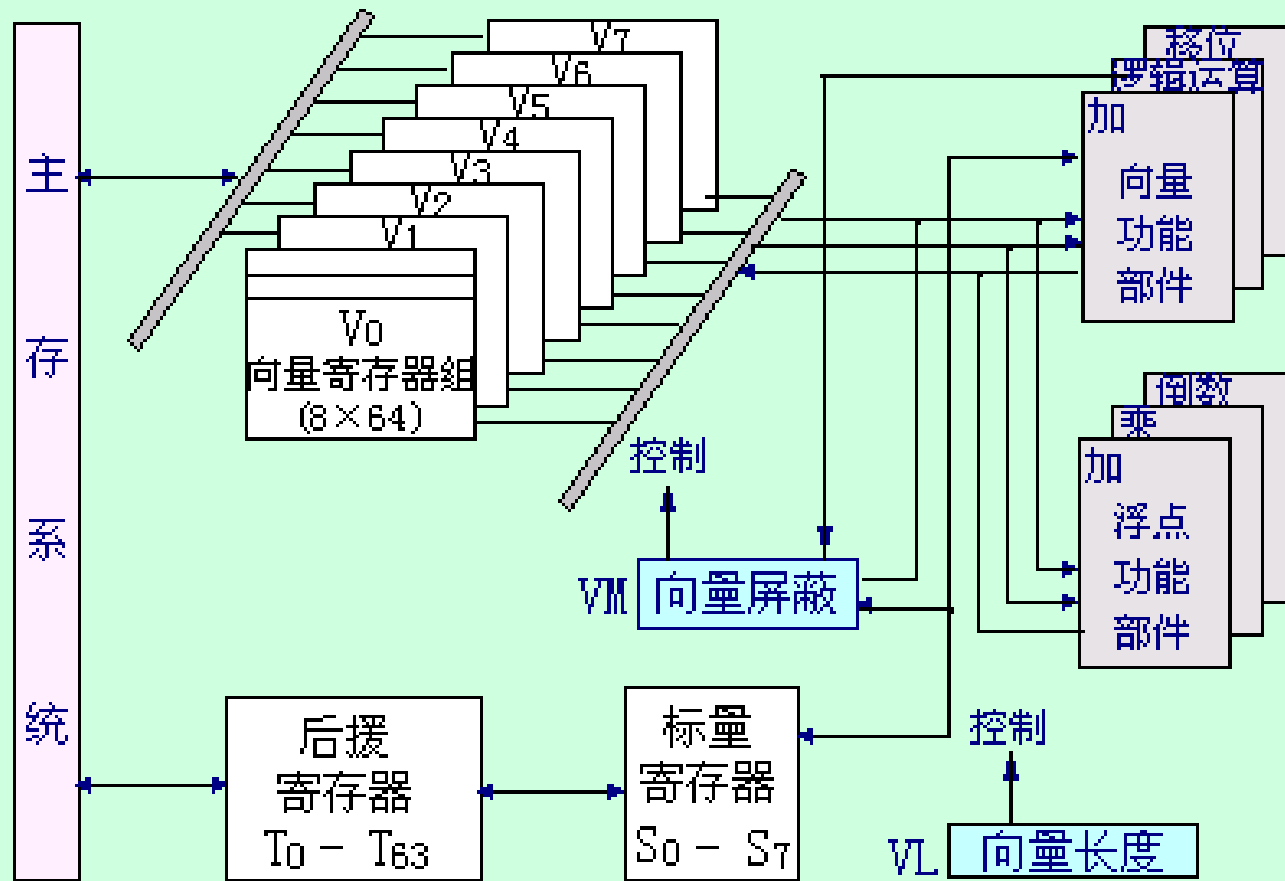 主
存
系
统
V7
V6
V5
V4
V3
V2
V1
V0
向量寄存器组
(8×64)
移位
逻辑运算
加
向量
功能
部件
倒数
乘
加
浮点
功能
部件
控制
VM 向量屏蔽
后援
寄存器
T0 - T63
标量
寄存器
S0 - S7
控制
VL 向量长度